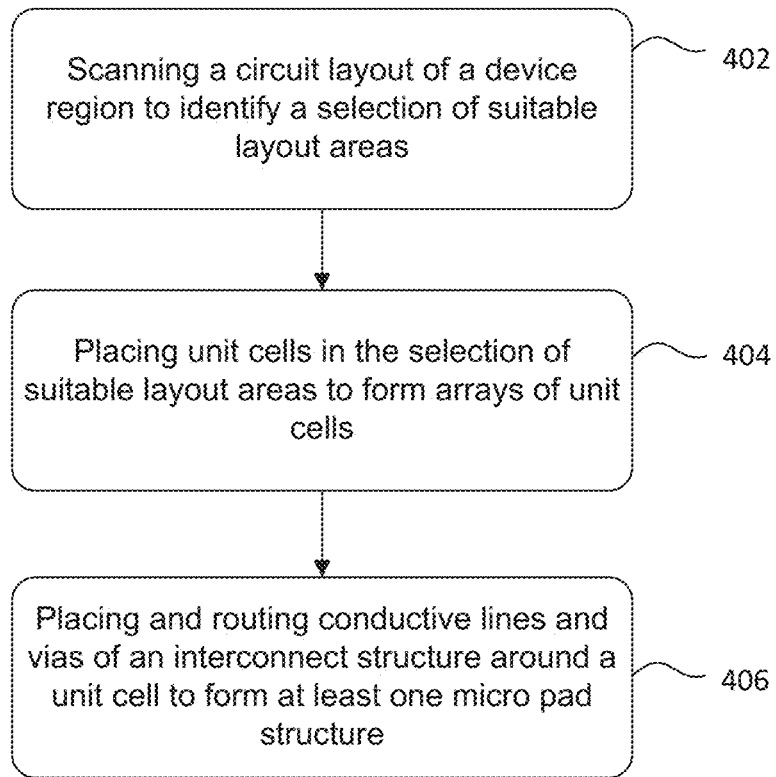 Scanning a circuit layout of a device
region to identify a selection of suitable
layout areas
402
Placing unit cells in the selection of
suitable layout areas to form arrays of unit
cells
404
Placing and routing conductive lines and
vias of an interconnect structure around a
unit cell to form at least one micro pad
structure
406